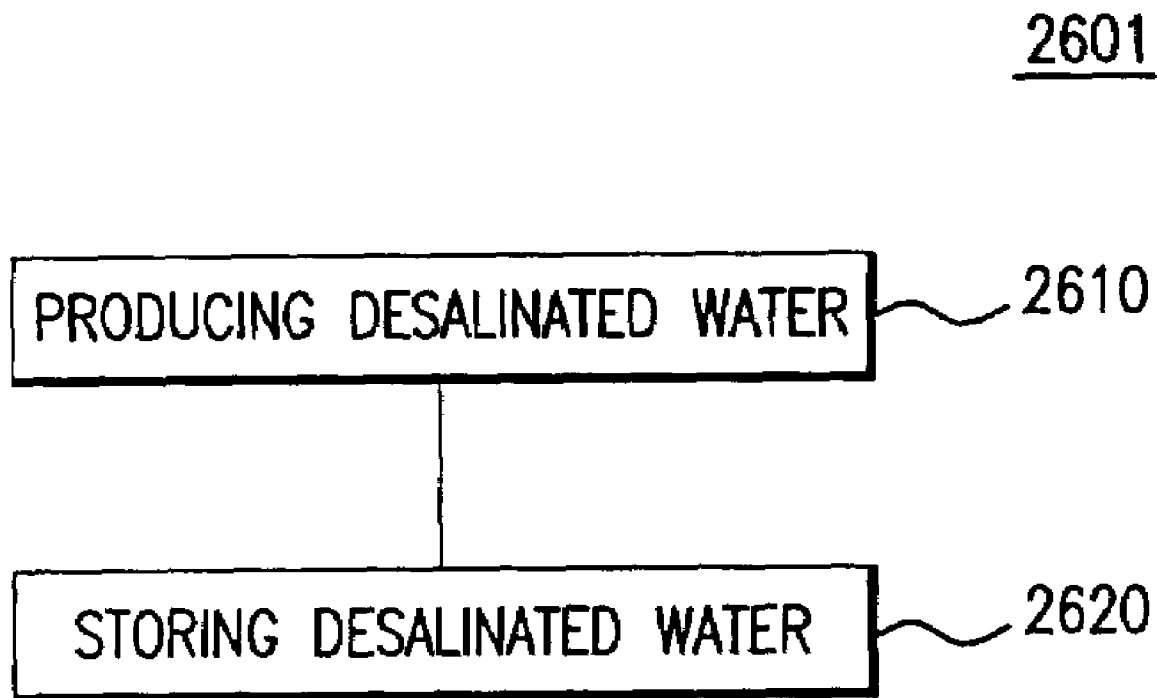 2601
PRODUCING DESALINATED WATER
2610
STORING DESALINATED WATER
2620